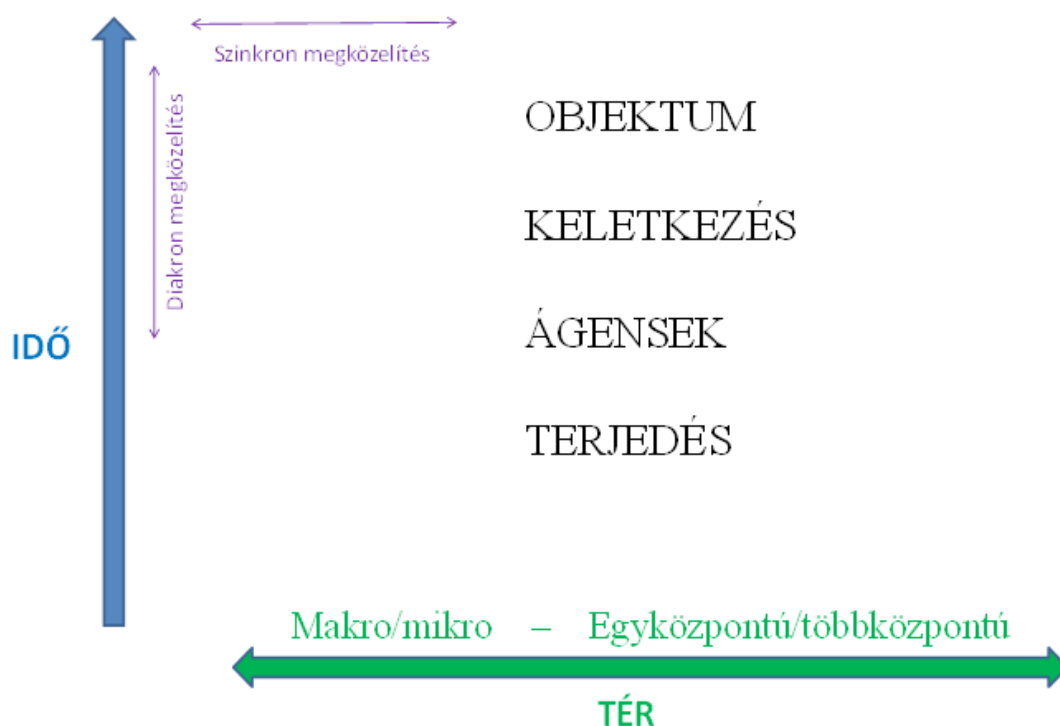 Szinkron megközelítés
Diakron megközelítés
OBJEKTUM
KELETKEZÉS
IDŐ
ÁGENSEK
TERJEDÉS
Makro/mikro – Egyközpontú/többközpontú
TÉR